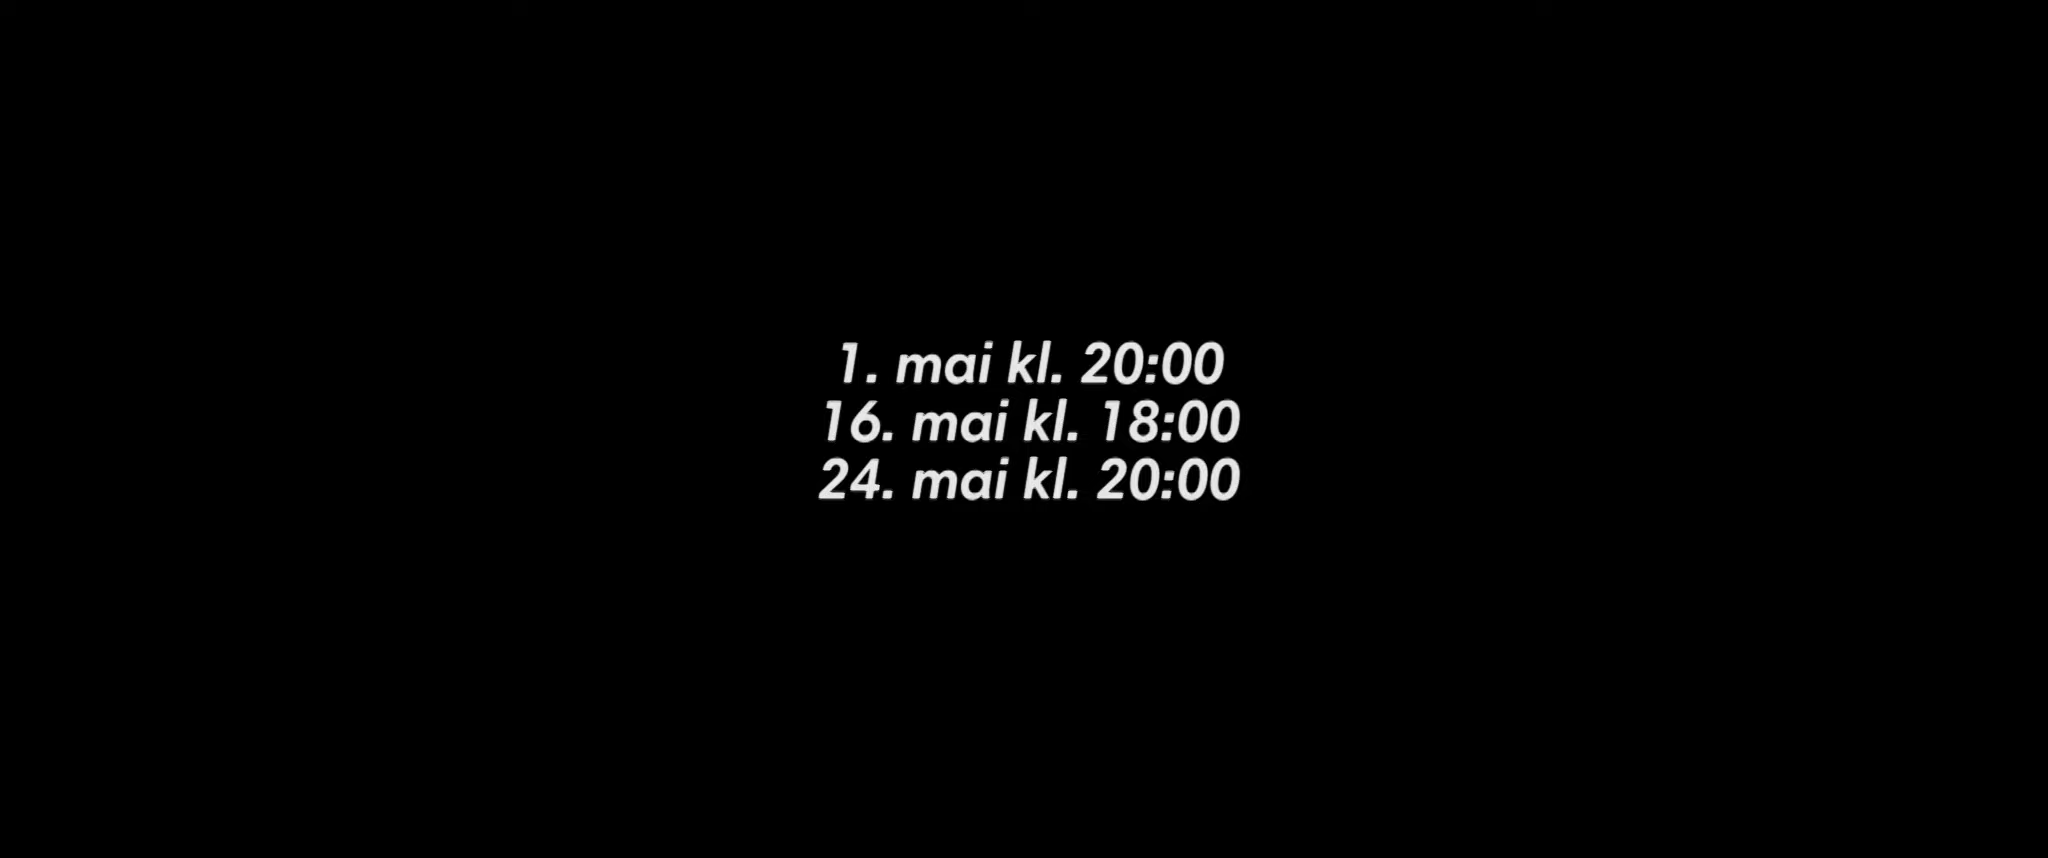 1. mai kl. 20:00
16. mai kl. 18:00
24. mai kl. 20:00